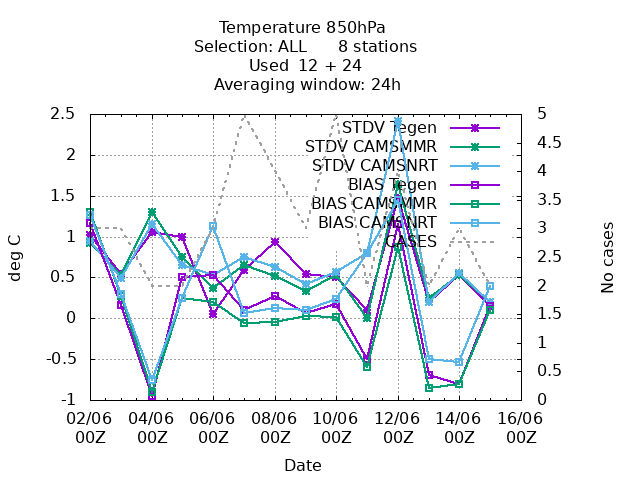 Temperature 850hPa
Selection: ALL 8 stations
Used 12 + 24
Averaging window: 24h
STDV Tegen
STDV CAMSMMR
STDV CAMSNRT
BIAS Tegen
BIAS CAMSMMR
BIAS CAMSNRT
CASES
2.5
2
1.5
1
0.5
0
-0.5
-1
deg C
5
4.5
4
3.5
3
2.5
2
1.5
1
0.5
0
No cases
02/06 04/06 06/06 08/06 10/06 12/06 14/06 16/06
00Z 00Z 00Z 00Z 00Z 00Z 00Z 00Z
Date